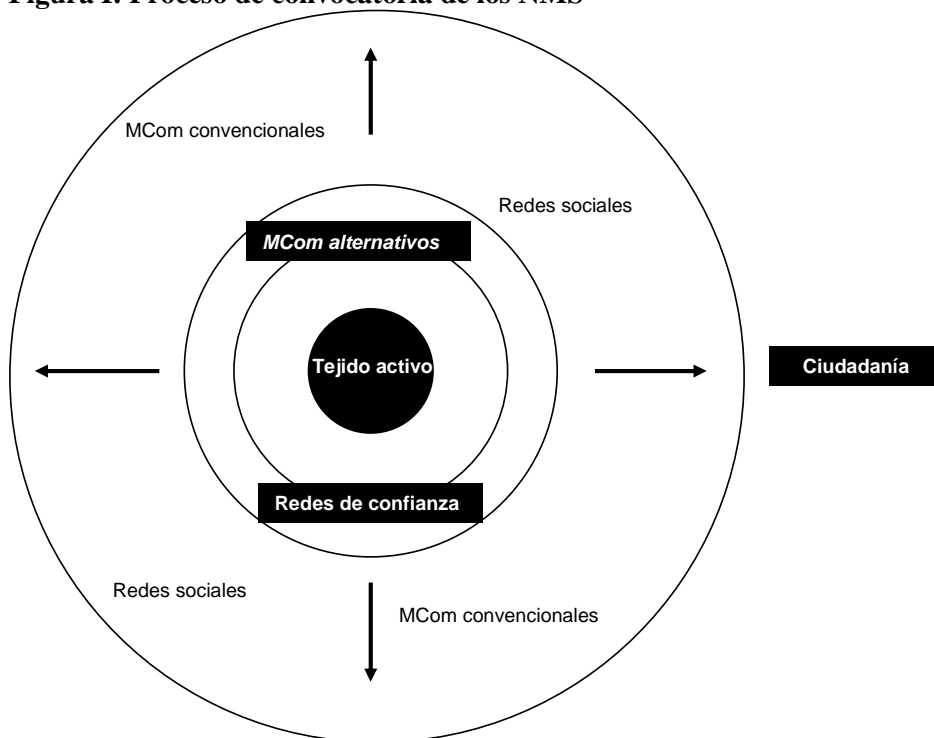 Figura I. Proceso de convocatoria de los NMS
MCom convencionales
Redes sociales
MCom alternativos
Tejido activo
Ciudadanía
Redes de confianza
Redes sociales
MCom convencionales